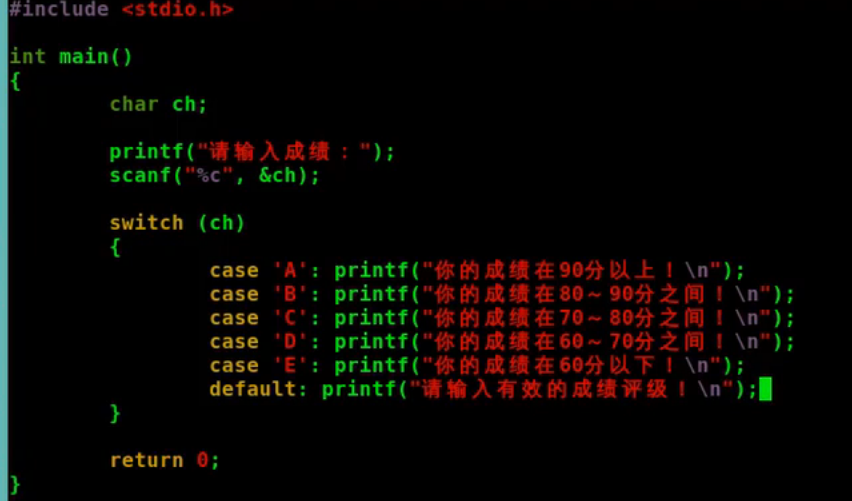 #include <stdio.h>
int main()
{
char ch;
printf("请输入成绩：");
scanf("%c", &ch);
switch (ch)
{
case 'A': printf("你的成绩在90分以上！\n");
case 'B': printf("你的成绩在80～90分之间！\n");
case 'C': printf("你的成绩在70～80分之间！\n");
case 'D': printf("你的成绩在60～70分之间！\n");
case 'E': printf("你的成绩在60分以下！\n");
default: printf("请输入有效的成绩评级！\n");
}
return 0;
}